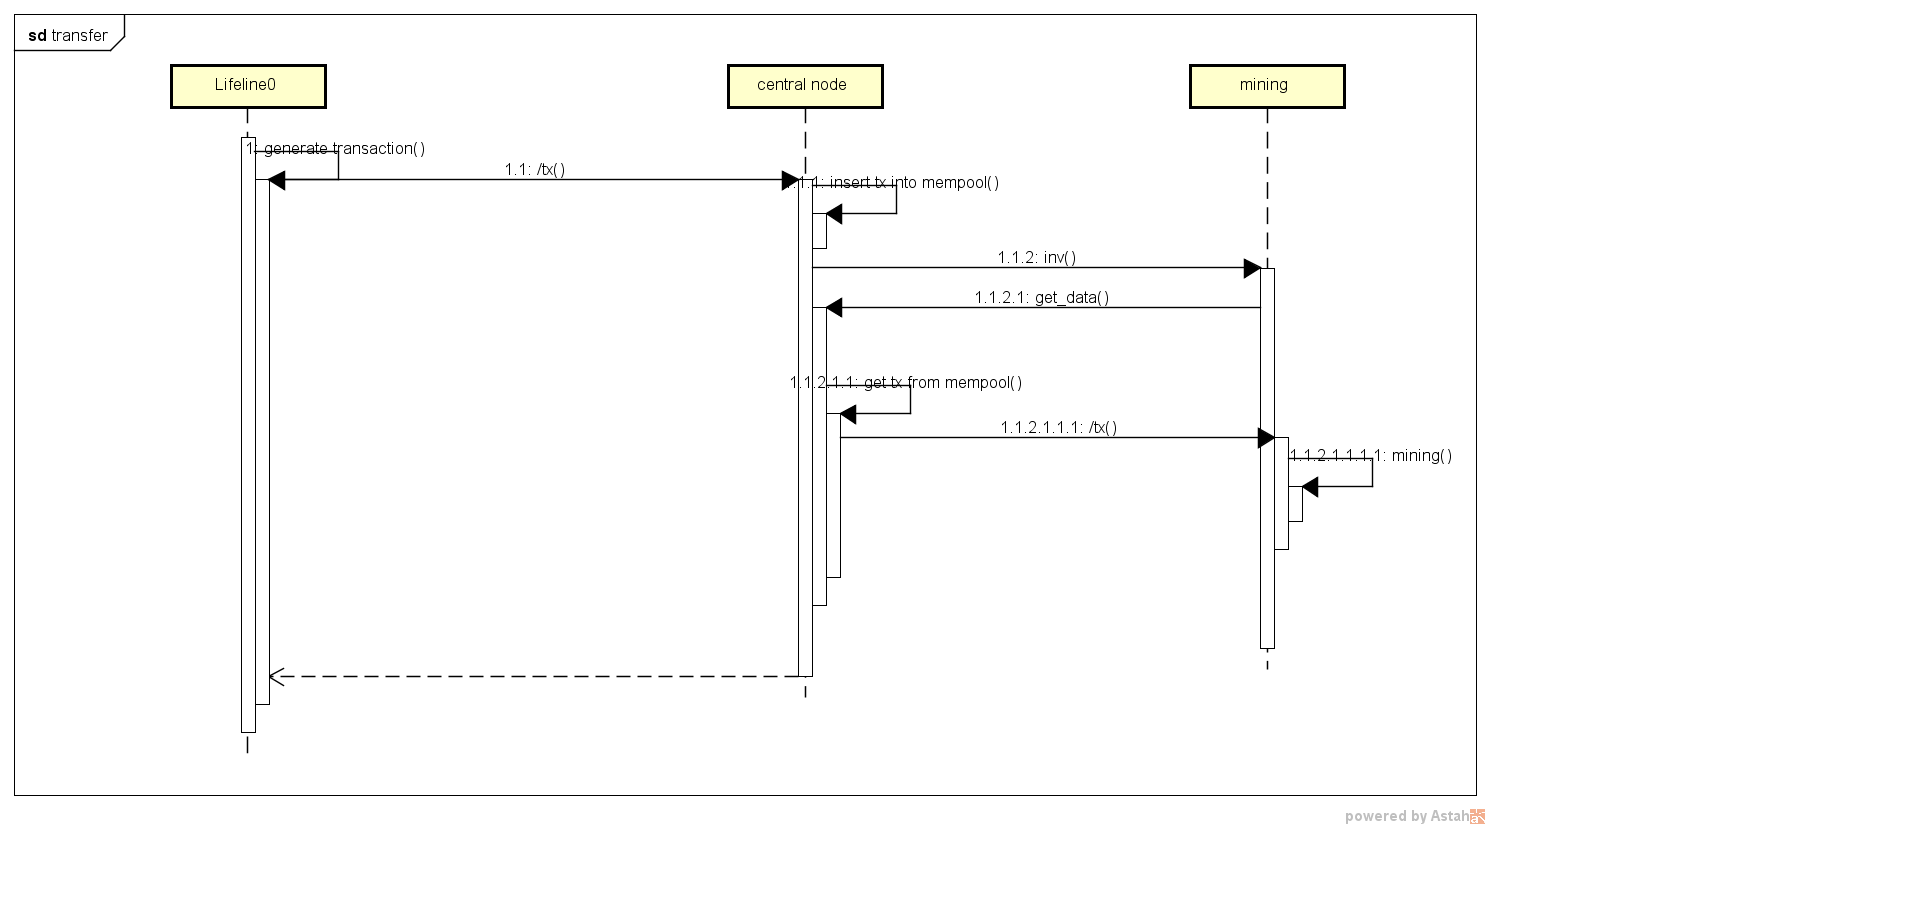 sd transfer
Lifeline0
central node
mining
1: generate transaction()
1.1: /tx()
1.1.1: insert tx into mempool()
1.1.2: inv()
1.1.2.1: get_data()
1.1.2.1.1: get tx from mempool()
1.1.2.1.1.1: /tx()
1.1.2.1.1.1.1: mining()
powered by Astah